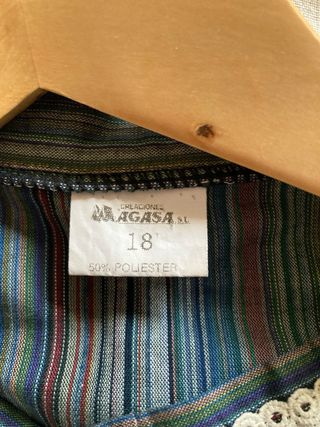 CREACIONES
MAGASA S.L.
18
50% POLIESTER